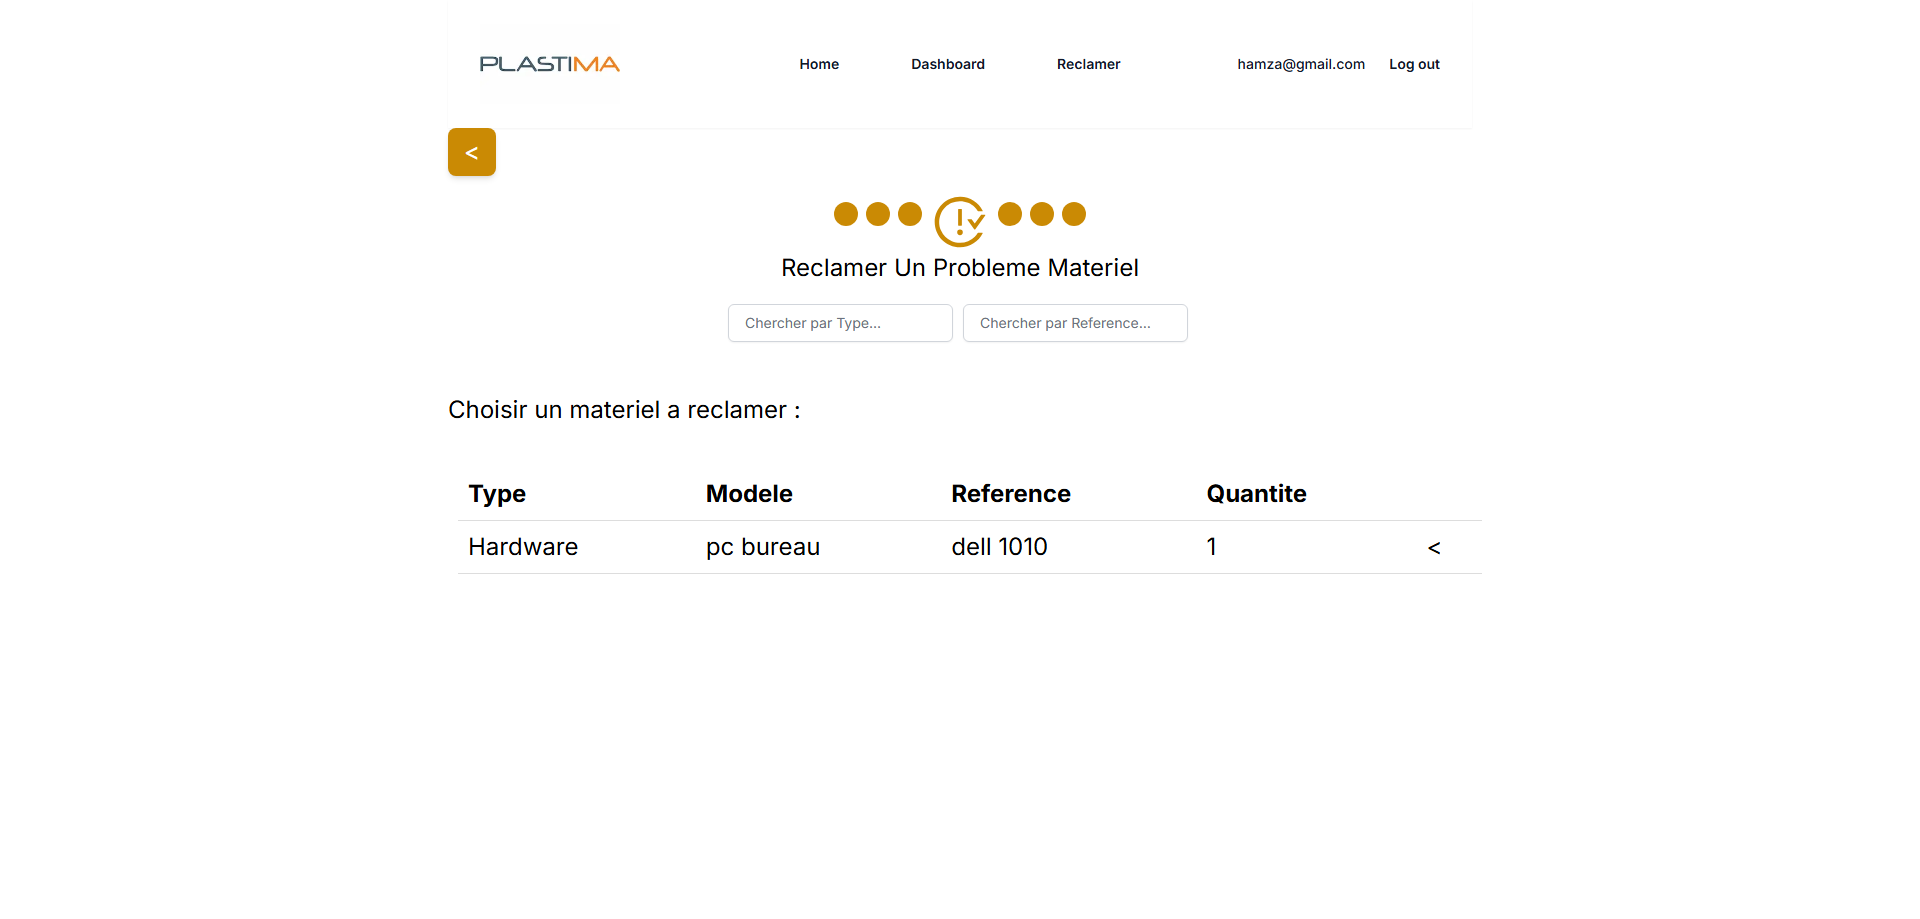 PLASTIMA Home Dashboard Reclamer hamza@gmail.com Log out
<
Reclamer Un Probleme Materiel
Chercher par Type... Chercher par Reference...
Choisir un materiel a reclamer :
Type Modele Reference Quantite
Hardware pc bureau dell 1010 1 <